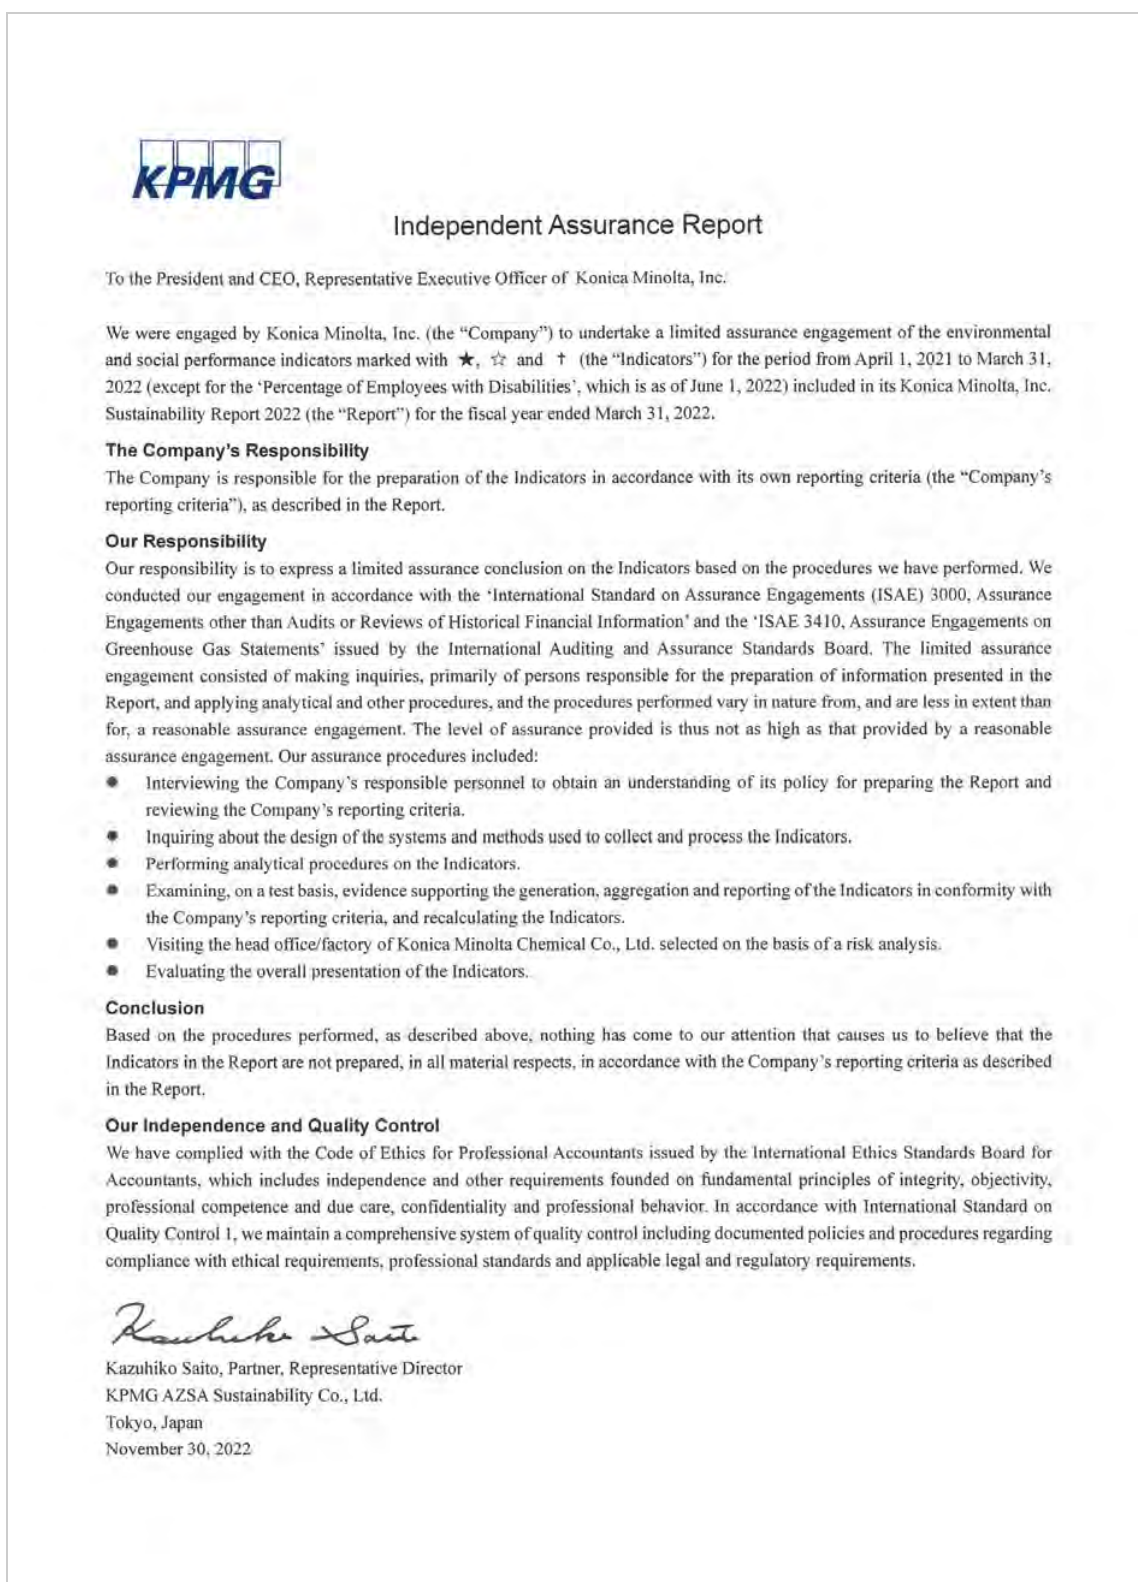 KPMG
Independent Assurance Report
To the President and CEO, Representative Executive Officer of Konica Minolta, Inc.
We were engaged by Konica Minolta, Inc. (the “Company”) to undertake a limited assurance engagement of the environmental
and social performance indicators marked with ★, ☆ and † (the “Indicators”) for the period from April 1, 2021 to March 31,
2022 (except for the ‘Percentage of Employees with Disabilities’, which is as of June 1, 2022) included in its Konica Minolta, Inc.
Sustainability Report 2022 (the “Report”) for the fiscal year ended March 31, 2022.
The Company’s Responsibility
The Company is responsible for the preparation of the Indicators in accordance with its own reporting criteria (the “Company’s
reporting criteria”), as described in the Report.
Our Responsibility
Our responsibility is to express a limited assurance conclusion on the Indicators based on the procedures we have performed. We
conducted our engagement in accordance with the ‘International Standard on Assurance Engagements (ISAE) 3000, Assurance
Engagements other than Audits or Reviews of Historical Financial Information’ and the ‘ISAE 3410, Assurance Engagements on
Greenhouse Gas Statements’ issued by the International Auditing and Assurance Standards Board. The limited assurance
engagement consisted of making inquiries, primarily of persons responsible for the preparation of information presented in the
Report, and applying analytical and other procedures, and the procedures performed vary in nature from, and are less in extent than
for, a reasonable assurance engagement. The level of assurance provided is thus not as high as that provided by a reasonable
assurance engagement. Our assurance procedures included:
● Interviewing the Company’s responsible personnel to obtain an understanding of its policy for preparing the Report and
reviewing the Company’s reporting criteria.
● Inquiring about the design of the systems and methods used to collect and process the Indicators.
● Performing analytical procedures on the Indicators.
● Examining, on a test basis, evidence supporting the generation, aggregation and reporting of the Indicators in conformity with
the Company’s reporting criteria, and recalculating the Indicators.
● Visiting the head office/factory of Konica Minolta Chemical Co., Ltd. selected on the basis of a risk analysis.
● Evaluating the overall presentation of the Indicators.
Conclusion
Based on the procedures performed, as described above, nothing has come to our attention that causes us to believe that the
Indicators in the Report are not prepared, in all material respects, in accordance with the Company’s reporting criteria as described
in the Report.
Our Independence and Quality Control
We have complied with the Code of Ethics for Professional Accountants issued by the International Ethics Standards Board for
Accountants, which includes independence and other requirements founded on fundamental principles of integrity, objectivity,
professional competence and due care, confidentiality and professional behavior. In accordance with International Standard on
Quality Control 1, we maintain a comprehensive system of quality control including documented policies and procedures regarding
compliance with ethical requirements, professional standards and applicable legal and regulatory requirements.
Kazuhiko Saito
Kazuhiko Saito, Partner, Representative Director
KPMG AZSA Sustainability Co., Ltd.
Tokyo, Japan
November 30, 2022